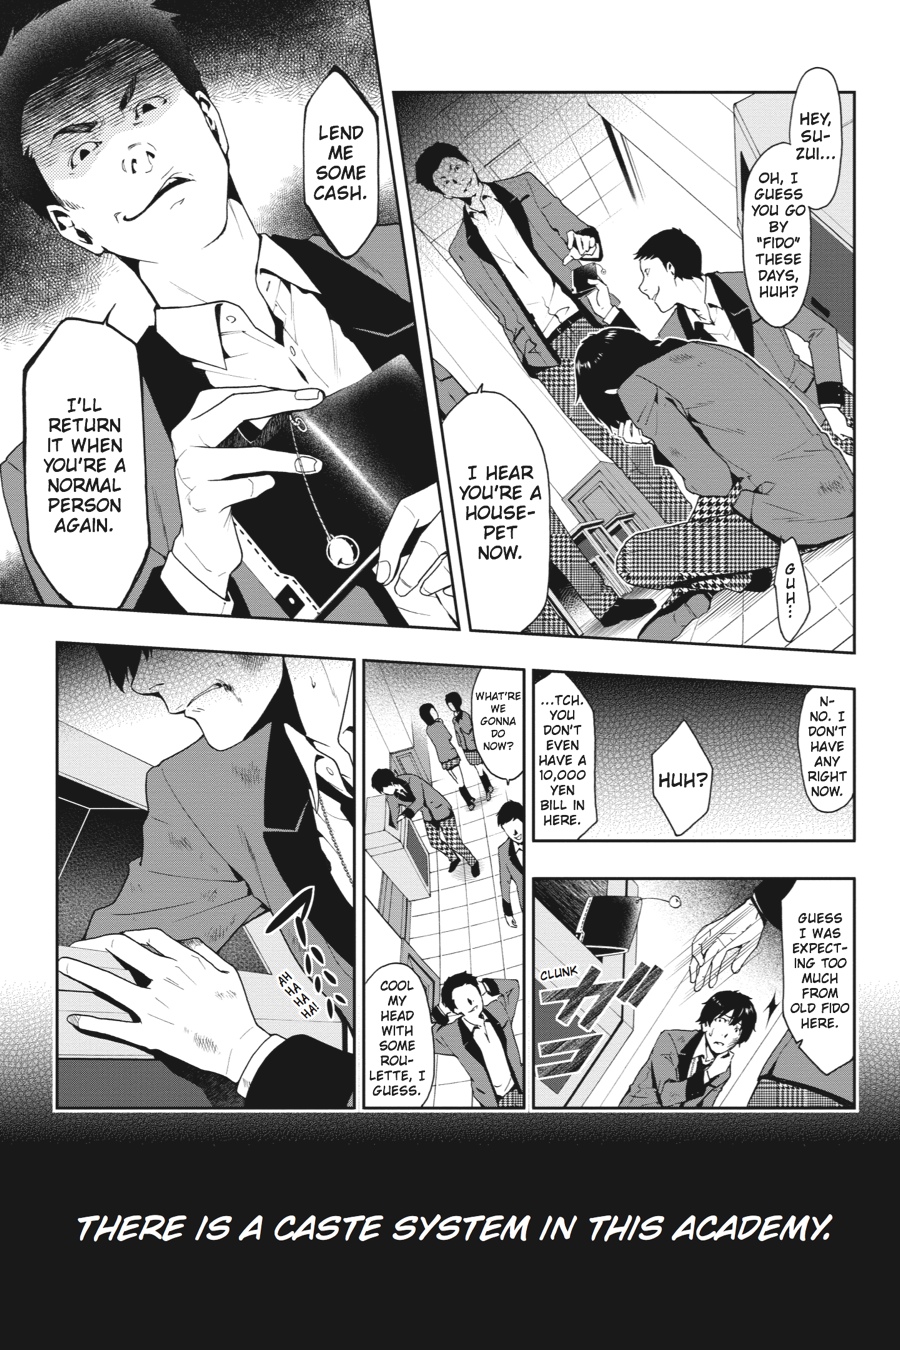 HEY,
SU-
ZUI...
OH, I
GUESS
YOU GO
BY
"FIDO"
THESE
DAYS,
HUH?
GUH...
I HEAR
YOU'RE A
HOUSE-
PET
NOW.
LEND
ME
SOME
CASH.
I'LL
RETURN
IT WHEN
YOU'RE A
NORMAL
PERSON
AGAIN.
N-
NO. I
DON'T
HAVE
ANY
RIGHT
NOW.
HUH?
...TCH.
YOU
DON'T
EVEN
HAVE A
10,000
YEN
BILL IN
HERE.
GUESS
I WAS
EXPECT-
ING TOO
MUCH
FROM
OLD FIDO
HERE.
CLUNK
ガタ
WHAT'RE
WE
GONNA
DO
NOW?
COOL
MY
HEAD
WITH
SOME
ROU-
LETTE, I
GUESS.
AH
HA
HA
HA!
THERE IS A CASTE SYSTEM IN THIS ACADEMY.